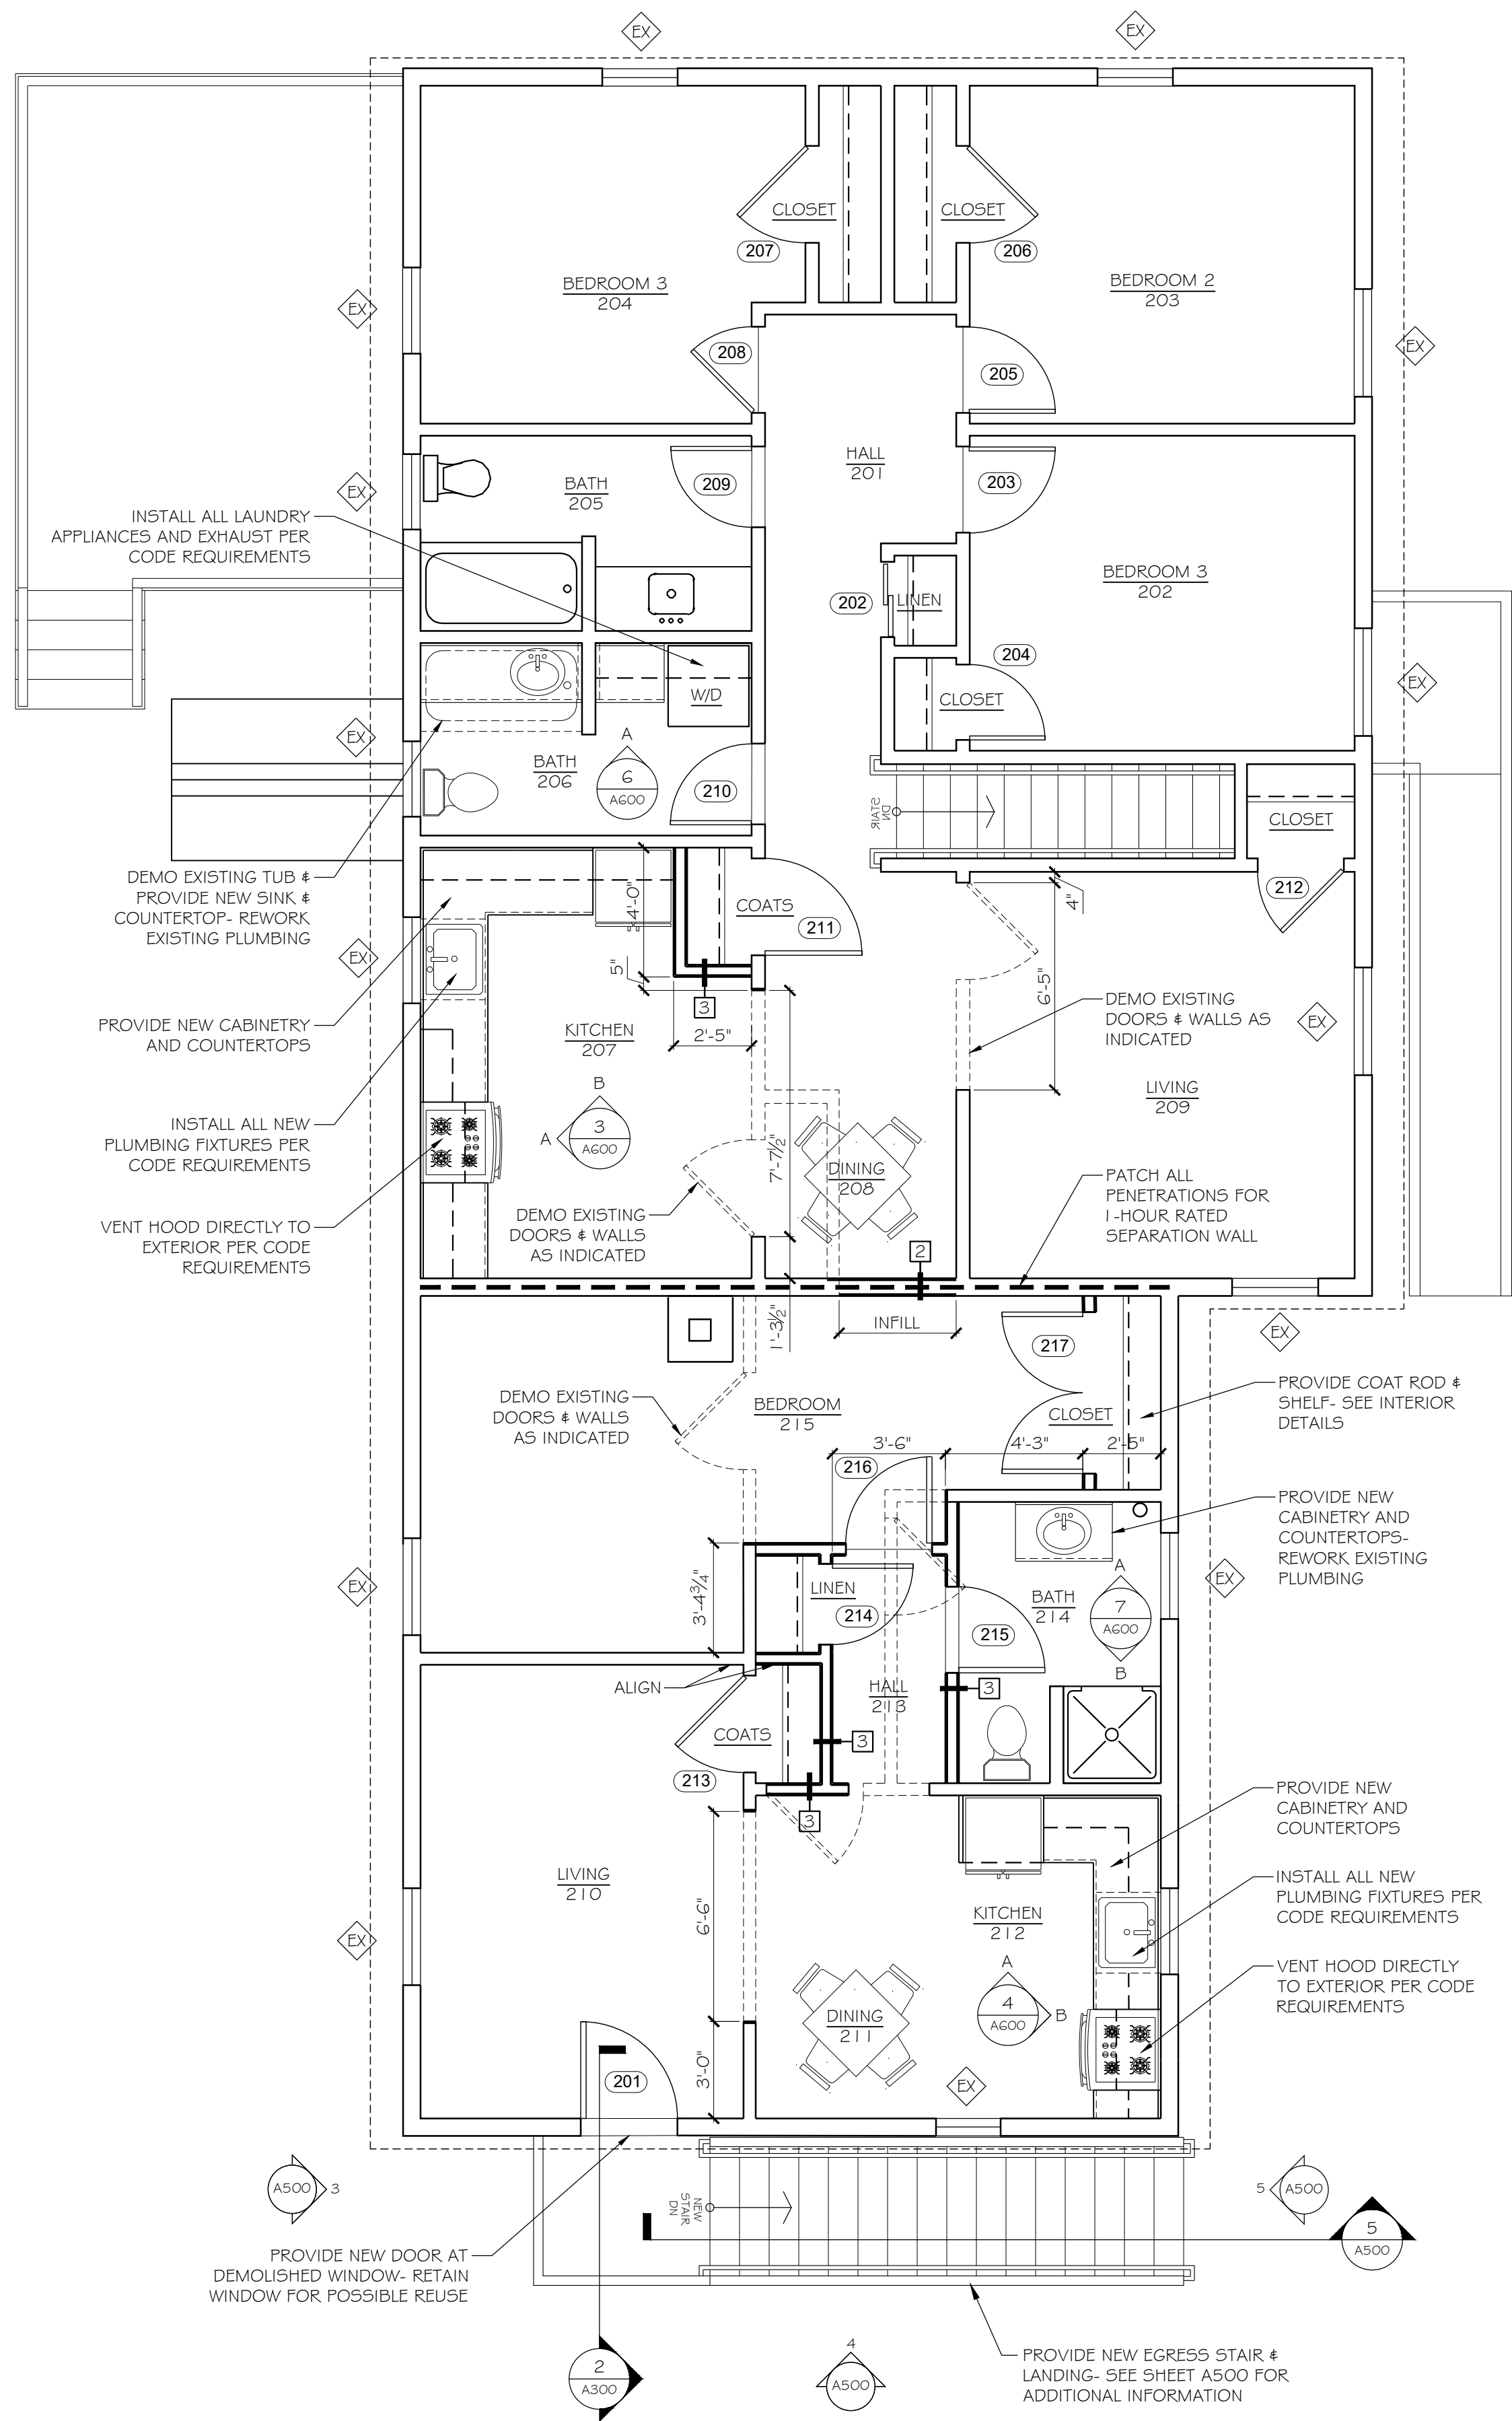 EX
EX
CLOSET
CLOSET
207
206
BEDROOM 3
204
BEDROOM 2
203
EX
EX
208
205
HALL
201
BATH
205
209
203
EX
INSTALL ALL LAUNDRY
APPLIANCES AND EXHAUST PER
CODE REQUIREMENTS
BEDROOM 3
202
202
LINEN
204
EX
W/D
CLOSET
EX
A
BATH
206
6
A600
210
DN
STAIR
CLOSET
DEMO EXISTING TUB &
PROVIDE NEW SINK &
COUNTERTOP- REWORK
EXISTING PLUMBING
4'-0"
COATS
211
4"
212
EX
5"
3
6'-5"
DEMO EXISTING
DOORS & WALLS AS
INDICATED
EX
PROVIDE NEW CABINETRY
AND COUNTERTOPS
KITCHEN
207
2'-5"
B
A
3
A600
LIVING
209
INSTALL ALL NEW
PLUMBING FIXTURES PER
CODE REQUIREMENTS
7'-7½"
DINING
208
PATCH ALL
PENETRATIONS FOR
1-HOUR RATED
SEPARATION WALL
VENT HOOD DIRECTLY TO
EXTERIOR PER CODE
REQUIREMENTS
DEMO EXISTING
DOORS & WALLS
AS INDICATED
2
1'-3½"
INFILL
EX
217
DEMO EXISTING
DOORS & WALLS
AS INDICATED
BEDROOM
215
CLOSET
PROVIDE COAT ROD &
SHELF- SEE INTERIOR
DETAILS
3'-6"
4'-3"
2'-5"
216
PROVIDE NEW
CABINETRY AND
COUNTERTOPS-
REWORK EXISTING
PLUMBING
EX
3'-4¾"
LINEN
214
215
BATH
214
A
7
A600
B
EX
ALIGN
HALL
213
3
COATS
3
213
3
PROVIDE NEW
CABINETRY AND
COUNTERTOPS
LIVING
210
6'-6"
KITCHEN
212
INSTALL ALL NEW
PLUMBING FIXTURES PER
CODE REQUIREMENTS
EX
A
4
A600
B
VENT HOOD DIRECTLY
TO EXTERIOR PER CODE
REQUIREMENTS
DINING
211
201
3'-0"
EX
A500
3
NEW
STAIR
DN
5
A500
5
A500
PROVIDE NEW DOOR AT
DEMOLISHED WINDOW- RETAIN
WINDOW FOR POSSIBLE REUSE
2
A300
4
A500
PROVIDE NEW EGRESS STAIR &
LANDING- SEE SHEET A500 FOR
ADDITIONAL INFORMATION